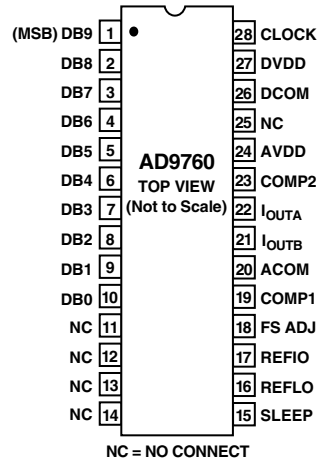 (MSB) DB9 1 28 CLOCK
DB8 2 27 DVDD
DB7 3 26 DCOM
DB6 4 25 NC
DB5 5 24 AVDD
DB4 6 23 COMP2
DB3 7 22 IOUTA
DB2 8 21 IOUTB
DB1 9 20 ACOM
DB0 10 19 COMP1
NC 11 18 FS ADJ
NC 12 17 REFIO
NC 13 16 REFLO
NC 14 15 SLEEP
AD9760
TOP VIEW
(Not to Scale)
NC = NO CONNECT